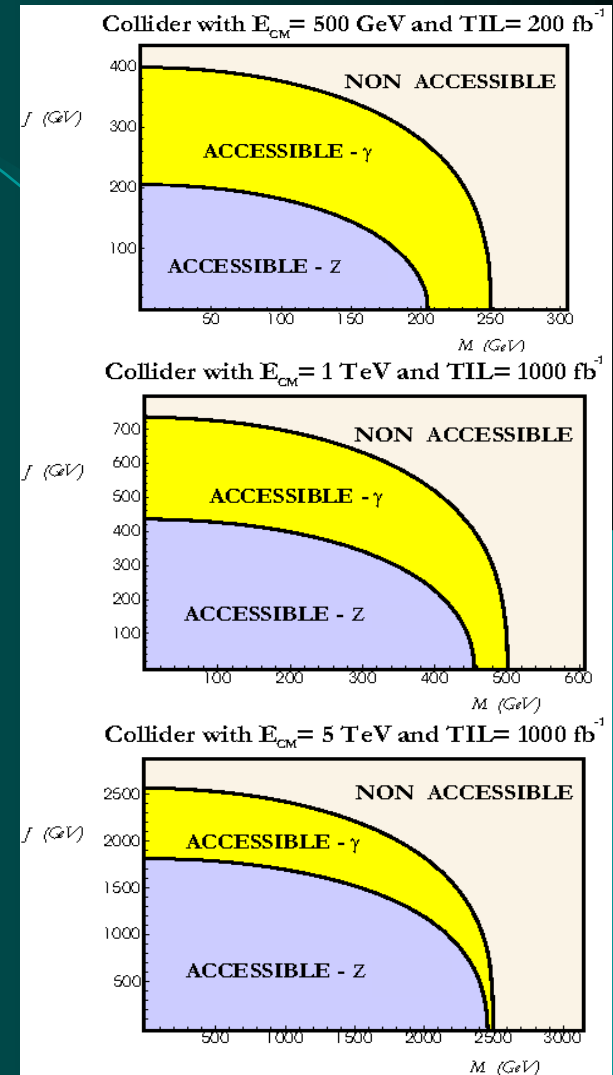 Collider with E_CM= 500 GeV and TIL= 200 fb^-1
400
NON ACCESSIBLE
f (GeV)
300
ACCESSIBLE - γ
200
100
ACCESSIBLE - Z
50 100 150 200 250 300
M (GeV)
Collider with E_CM= 1 TeV and TIL= 1000 fb^-1
700
NON ACCESSIBLE
600
f (GeV)
500
ACCESSIBLE - γ
400
300
200
ACCESSIBLE - Z
100
100 200 300 400 500 600
M (GeV)
Collider with E_CM= 5 TeV and TIL= 1000 fb^-1
2500
NON ACCESSIBLE
f (GeV)
2000
ACCESSIBLE - γ
1500
1000
ACCESSIBLE - Z
500
500 1000 1500 2000 2500 3000
M (GeV)